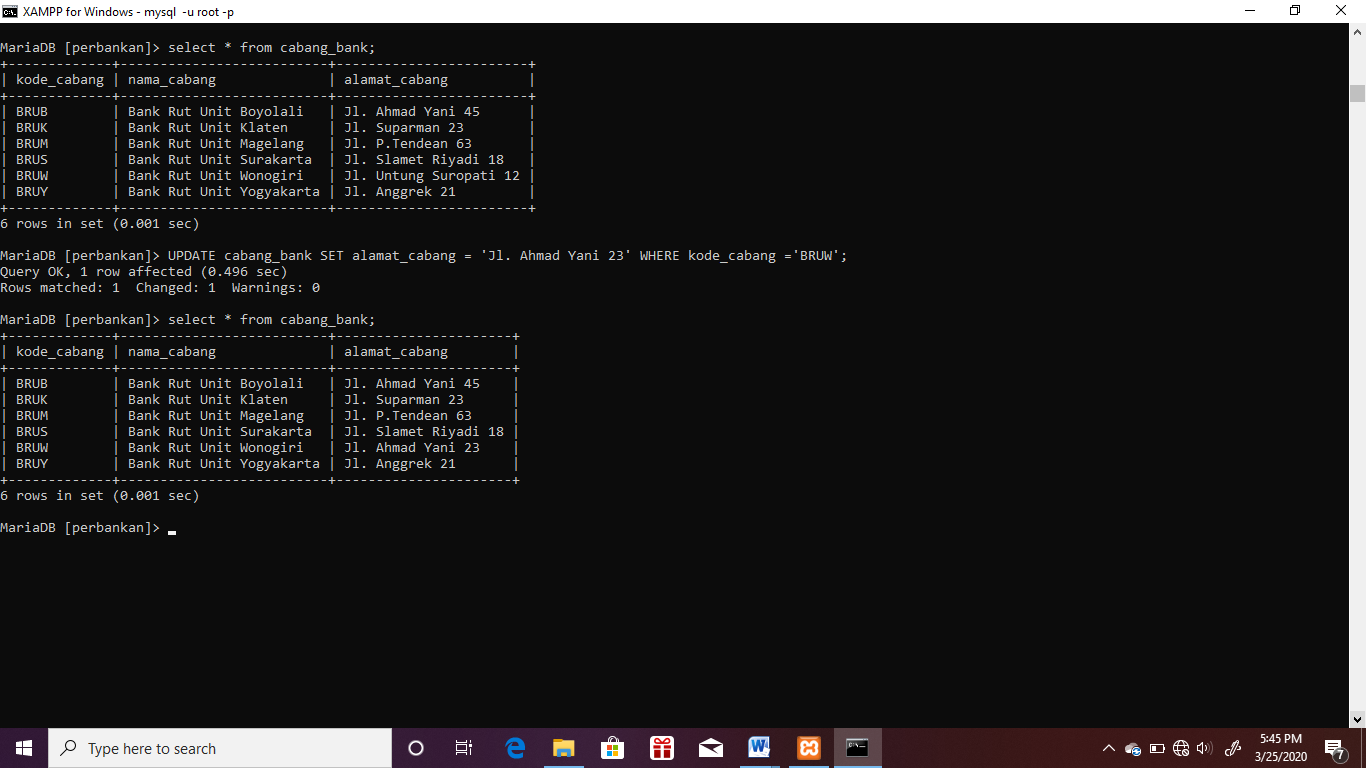 XAMPP for Windows - mysql -u root -p
MariaDB [perbankan]> select * from cabang_bank;
+-------------+--------------------------+------------------------+
| kode_cabang | nama_cabang              | alamat_cabang          |
+-------------+--------------------------+------------------------+
| BRUB        | Bank Rut Unit Boyolali   | Jl. Ahmad Yani 45      |
| BRUK        | Bank Rut Unit Klaten     | Jl. Suparman 23        |
| BRUM        | Bank Rut Unit Magelang   | Jl. P.Tendean 63       |
| BRUS        | Bank Rut Unit Surakarta  | Jl. Slamet Riyadi 18   |
| BRUW        | Bank Rut Unit Wonogiri   | Jl. Untung Suropati 12 |
| BRUY        | Bank Rut Unit Yogyakarta | Jl. Anggrek 21         |
+-------------+--------------------------+------------------------+
6 rows in set (0.001 sec)
MariaDB [perbankan]> UPDATE cabang_bank SET alamat_cabang = 'Jl. Ahmad Yani 23' WHERE kode_cabang ='BRUW';
Query OK, 1 row affected (0.496 sec)
Rows matched: 1  Changed: 1  Warnings: 0
MariaDB [perbankan]> select * from cabang_bank;
+-------------+--------------------------+----------------------+
| kode_cabang | nama_cabang              | alamat_cabang        |
+-------------+--------------------------+----------------------+
| BRUB        | Bank Rut Unit Boyolali   | Jl. Ahmad Yani 45    |
| BRUK        | Bank Rut Unit Klaten     | Jl. Suparman 23      |
| BRUM        | Bank Rut Unit Magelang   | Jl. P.Tendean 63     |
| BRUS        | Bank Rut Unit Surakarta  | Jl. Slamet Riyadi 18 |
| BRUW        | Bank Rut Unit Wonogiri   | Jl. Ahmad Yani 23    |
| BRUY        | Bank Rut Unit Yogyakarta | Jl. Anggrek 21       |
+-------------+--------------------------+----------------------+
6 rows in set (0.001 sec)
MariaDB [perbankan]>
Type here to search
5:45 PM
3/25/2020
7